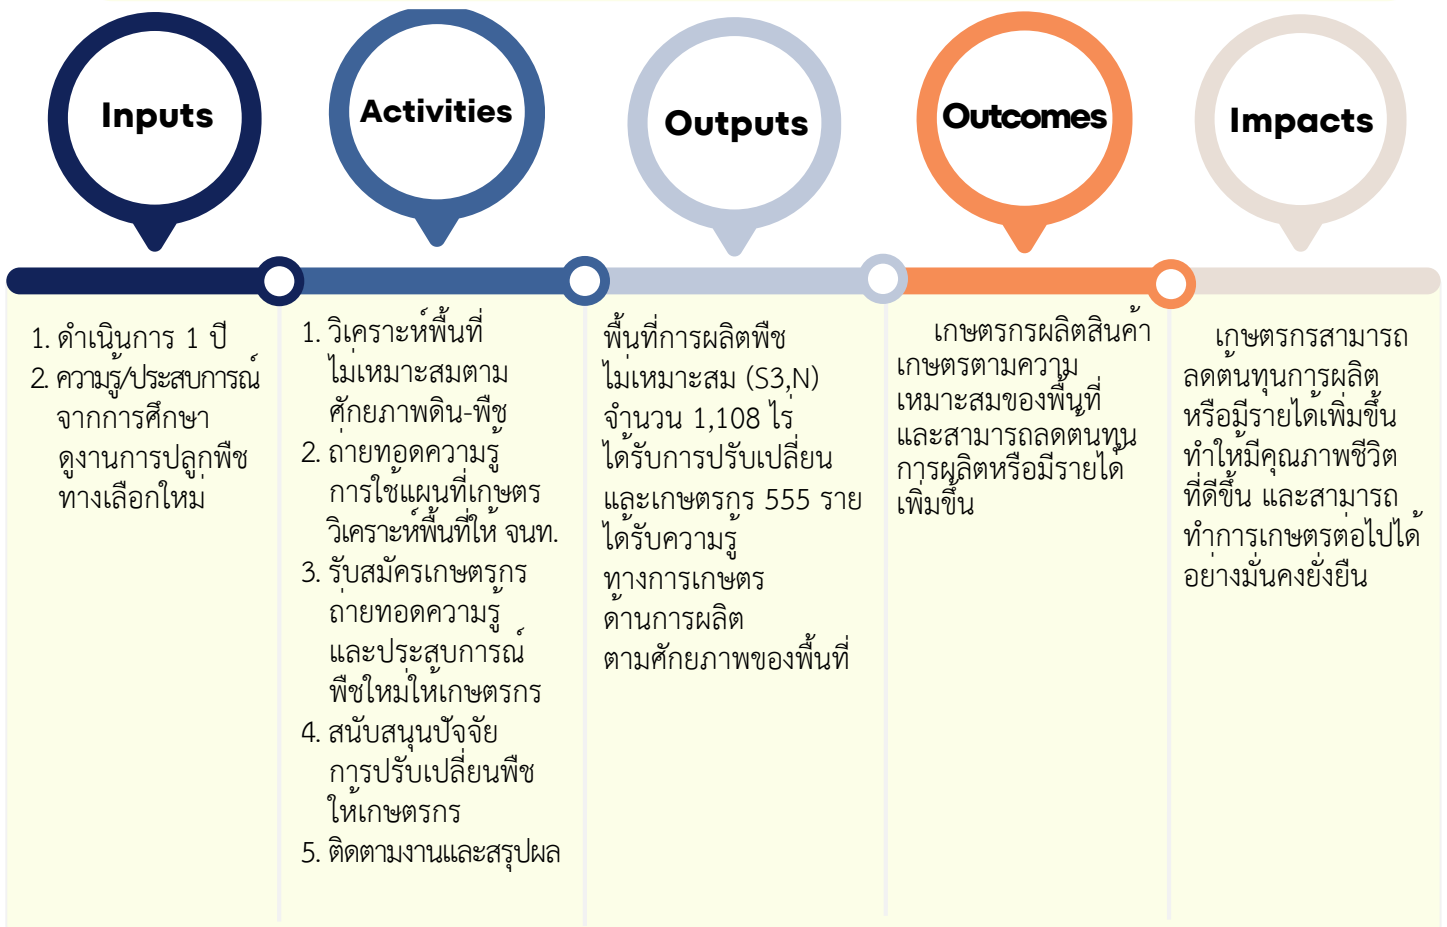 Inputs
Activities
Outputs
Outcomes
Impacts
1. ดำเนินการ 1 ปี
2. ความรู้/ประสบการณ์
จากการศึกษา
ดูงานการปลูกพืช
ทางเลือกใหม่
1. วิเคราะห์พื้นที่
ไม่เหมาะสมตาม
ศักยภาพดิน-พืช
2. ถ่ายทอดความรู้
การใช้แผนที่เกษตร
วิเคราะห์พื้นที่ให้ จนท.
3. รับสมัครเกษตรกร
ถ่ายทอดความรู้
และประสบการณ์
พืชใหม่ให้เกษตรกร
4. สนับสนุนปัจจัย
การปรับเปลี่ยนพืช
ให้เกษตรกร
5. ติดตามงานและสรุปผล
พื้นที่การผลิตพืช
ไม่เหมาะสม (S3,N)
จำนวน 1,108 ไร่
ได้รับการปรับเปลี่ยน
และเกษตรกร 555 ราย
ได้รับความรู้
ทางการเกษตร
ด้านการผลิต
ตามศักยภาพของพื้นที่
เกษตรกรผลิตสินค้า
เกษตรตามความ
เหมาะสมของพื้นที่
และสามารถลดต้นทุน
การผลิตหรือมีรายได้
เพิ่มขึ้น
เกษตรกรสามารถ
ลดต้นทุนการผลิต
หรือมีรายได้เพิ่มขึ้น
ทำให้มีคุณภาพชีวิต
ที่ดีขึ้น และสามารถ
ทำการเกษตรต่อไปได้
อย่างมั่นคงยั่งยืน